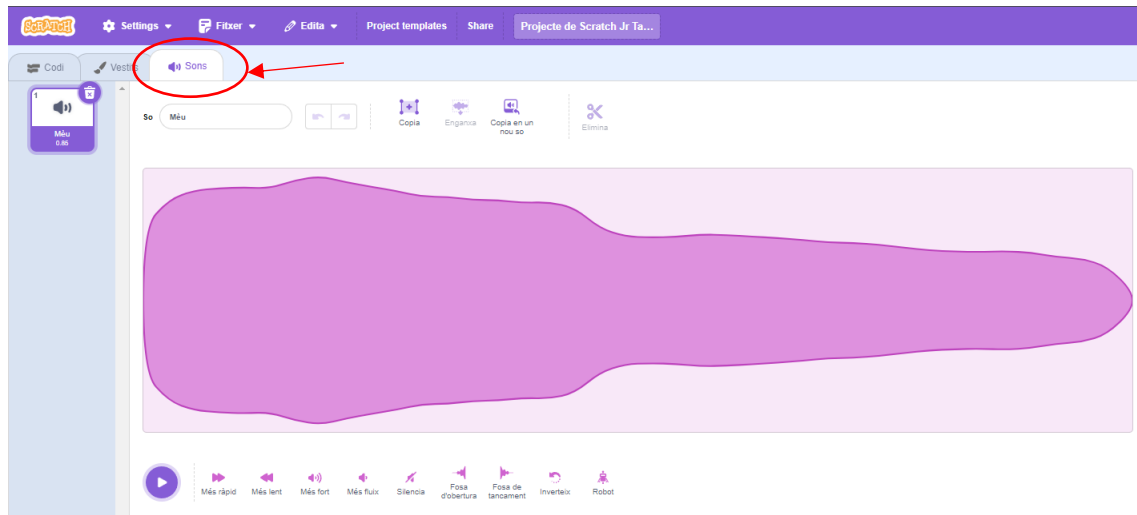 SCRATCH
Settings
Fitxer
Edita
Project templates
Share
Projecte de Scratch Jr Ta...
Codi
Vestits
Sons
1
Mèu
0.85
So
Mèu
Copia
Enganxa
Copia en un
nou so
Elimina
Més ràpid
Més lent
Més fort
Més fluix
Silencia
Fosa
d'obertura
Fosa de
tancament
Inverteix
Robot